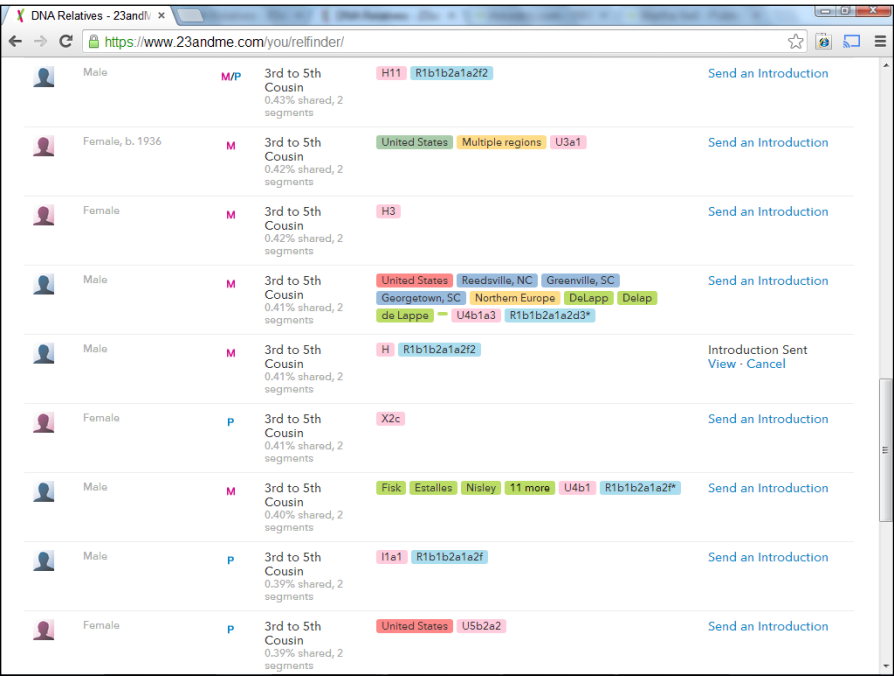 DNA Relatives - 23andM ×
https://www.23andme.com/you/relfinder/
Male M/P 3rd to 5th H11 R1b1b2a1a2f2 Send an Introduction
Cousin
0.43% shared, 2
segments
Female, b. 1936 M 3rd to 5th United States Multiple regions U3a1 Send an Introduction
Cousin
0.42% shared, 2
segments
Female M 3rd to 5th H3 Send an Introduction
Cousin
0.42% shared, 2
segments
Male M 3rd to 5th United States Reedsville, NC Greenville, SC Send an Introduction
Cousin Georgetown, SC Northern Europe DeLapp Delap
0.41% shared, 2 de Lappe U4b1a3 R1b1b2a1a2d3*
segments
Male M 3rd to 5th H R1b1b2a1a2f2 Introduction Sent
Cousin View · Cancel
0.41% shared, 2
segments
Female P 3rd to 5th X2c Send an Introduction
Cousin
0.41% shared, 2
segments
Male M 3rd to 5th Fisk Estalles Nisley 11 more U4b1 R1b1b2a1a2f* Send an Introduction
Cousin
0.40% shared, 2
segments
Male P 3rd to 5th I1a1 R1b1b2a1a2f Send an Introduction
Cousin
0.39% shared, 2
segments
Female P 3rd to 5th United States U5b2a2 Send an Introduction
Cousin
0.39% shared, 2
segments